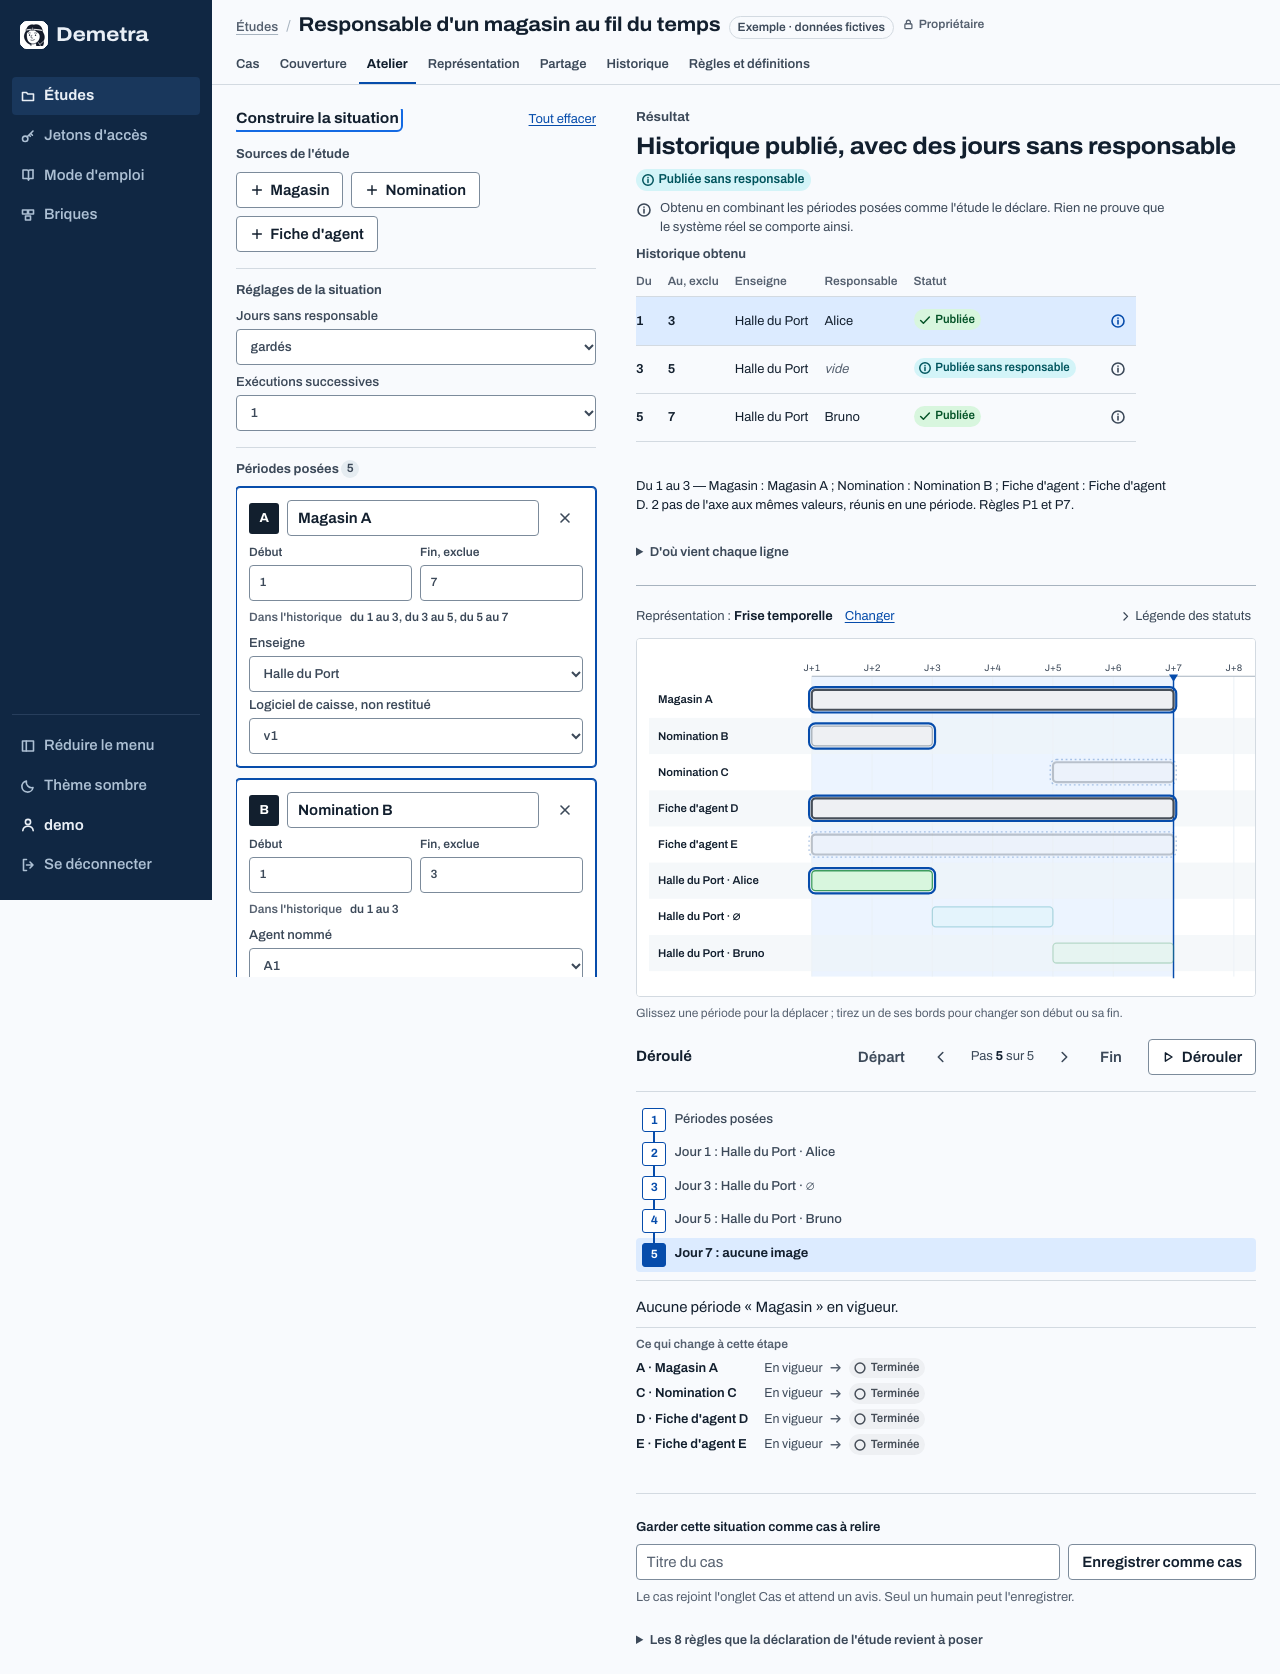 Demetra
Études
Jetons d'accès
Mode d'emploi
Briques
Réduire le menu
Thème sombre
demo
Se déconnecter
Études / Responsable d'un magasin au fil du temps Exemple · données fictives Propriétaire
Cas Couverture Atelier Représentation Partage Historique Règles et définitions
Construire la situation Tout effacer
Sources de l'étude
Magasin Nomination
Fiche d'agent
Réglages de la situation
Jours sans responsable
gardés
Exécutions successives
1
Périodes posées 5
A Magasin A
Début Fin, exclue
1 7
Dans l'historique du 1 au 3, du 3 au 5, du 5 au 7
Enseigne
Halle du Port
Logiciel de caisse, non restitué
v1
B Nomination B
Début Fin, exclue
1 3
Dans l'historique du 1 au 3
Agent nommé
A1
Résultat
Historique publié, avec des jours sans responsable
Publiée sans responsable
Obtenu en combinant les périodes posées comme l'étude le déclare. Rien ne prouve que
le système réel se comporte ainsi.
Historique obtenu
Du Au, exclu Enseigne Responsable Statut
1 3 Halle du Port Alice Publiée
3 5 Halle du Port vide Publiée sans responsable
5 7 Halle du Port Bruno Publiée
Du 1 au 3 — Magasin : Magasin A ; Nomination : Nomination B ; Fiche d'agent : Fiche d'agent
D. 2 pas de l'axe aux mêmes valeurs, réunis en une période. Règles P1 et P7.
D'où vient chaque ligne
Représentation : Frise temporelle Changer Légende des statuts
J+1 J+2 J+3 J+4 J+5 J+6 J+7 J+8
Magasin A
Nomination B
Nomination C
Fiche d'agent D
Fiche d'agent E
Halle du Port · Alice
Halle du Port · ∅
Halle du Port · Bruno
Glissez une période pour la déplacer ; tirez un de ses bords pour changer son début ou sa fin.
Déroulé Départ Pas 5 sur 5 Fin Dérouler
1 Périodes posées
2 Jour 1 : Halle du Port · Alice
3 Jour 3 : Halle du Port · ∅
4 Jour 5 : Halle du Port · Bruno
5 Jour 7 : aucune image
Aucune période « Magasin » en vigueur.
Ce qui change à cette étape
A · Magasin A En vigueur → Terminée
C · Nomination C En vigueur → Terminée
D · Fiche d'agent D En vigueur → Terminée
E · Fiche d'agent E En vigueur → Terminée
Garder cette situation comme cas à relire
Titre du cas Enregistrer comme cas
Le cas rejoint l'onglet Cas et attend un avis. Seul un humain peut l'enregistrer.
Les 8 règles que la déclaration de l'étude revient à poser